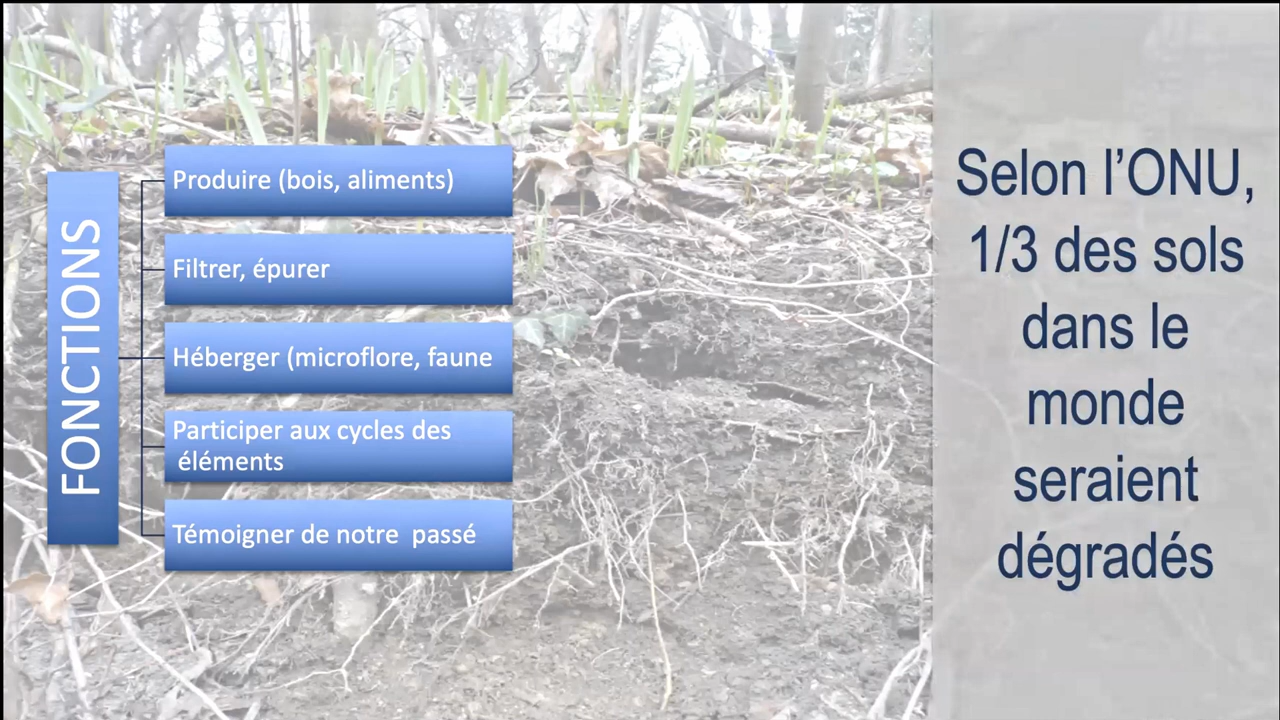 FONCTIONS
Produire (bois, aliments)
Filtrer, épurer
Héberger (microflore, faune
Participer aux cycles des
éléments
Témoigner de notre  passé
Selon l’ONU,
1/3 des sols
dans le
monde
seraient
dégradés